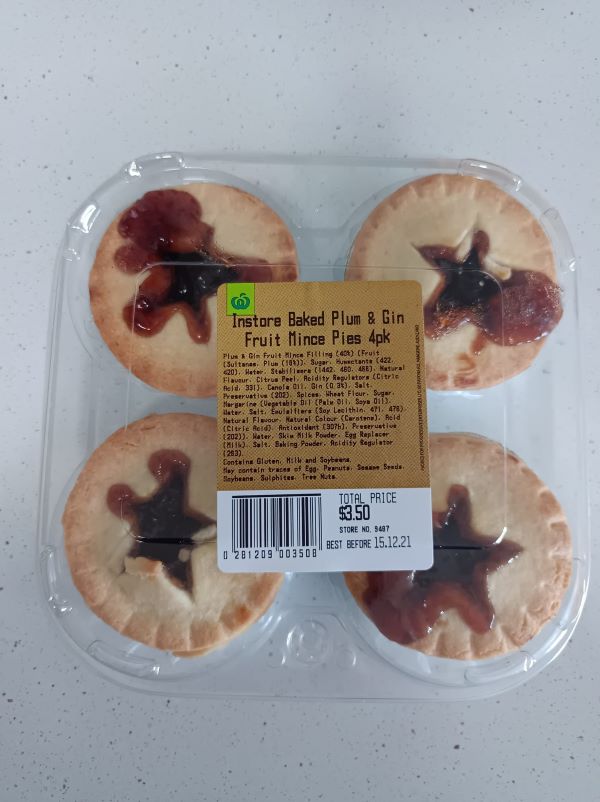 Instore Baked Plum & Gin
Fruit Mince Pies 4pk
Plum & Gin Fruit Mince Filling (40%) (Fruit
(Sultanas, Plum (18%)), Sugar, Humectants (422,
420), Water, Stabilisers (1442, 460, 466), Natural
Flavour, Citrus Peel, Acidity Regulators (Citric
Acid, 331), Canola Oil, Gin (0.3%), Salt,
Preservative (202), Spices, Wheat Flour, Sugar,
Margarine (Vegetable Oil (Palm Oil, Soya Oil),
Water, Salt, Emulsifiers (Soy Lecithin, 471, 476),
Natural Flavour, Natural Colour (Carotene), Acid
(Citric Acid), Antioxidant (307b), Preservative
(202)), Water, Skim Milk Powder, Egg Replacer
(Milk), Salt, Baking Powder, Acidity Regulator
(263).
Contains Gluten, Milk and Soybeans.
May contain traces of Egg, Peanuts, Sesame Seeds,
Soybeans, Sulphites, Tree Nuts.
TOTAL PRICE
$3.50
STORE NO. 9487
BEST BEFORE 15.12.21
0 281209 003508